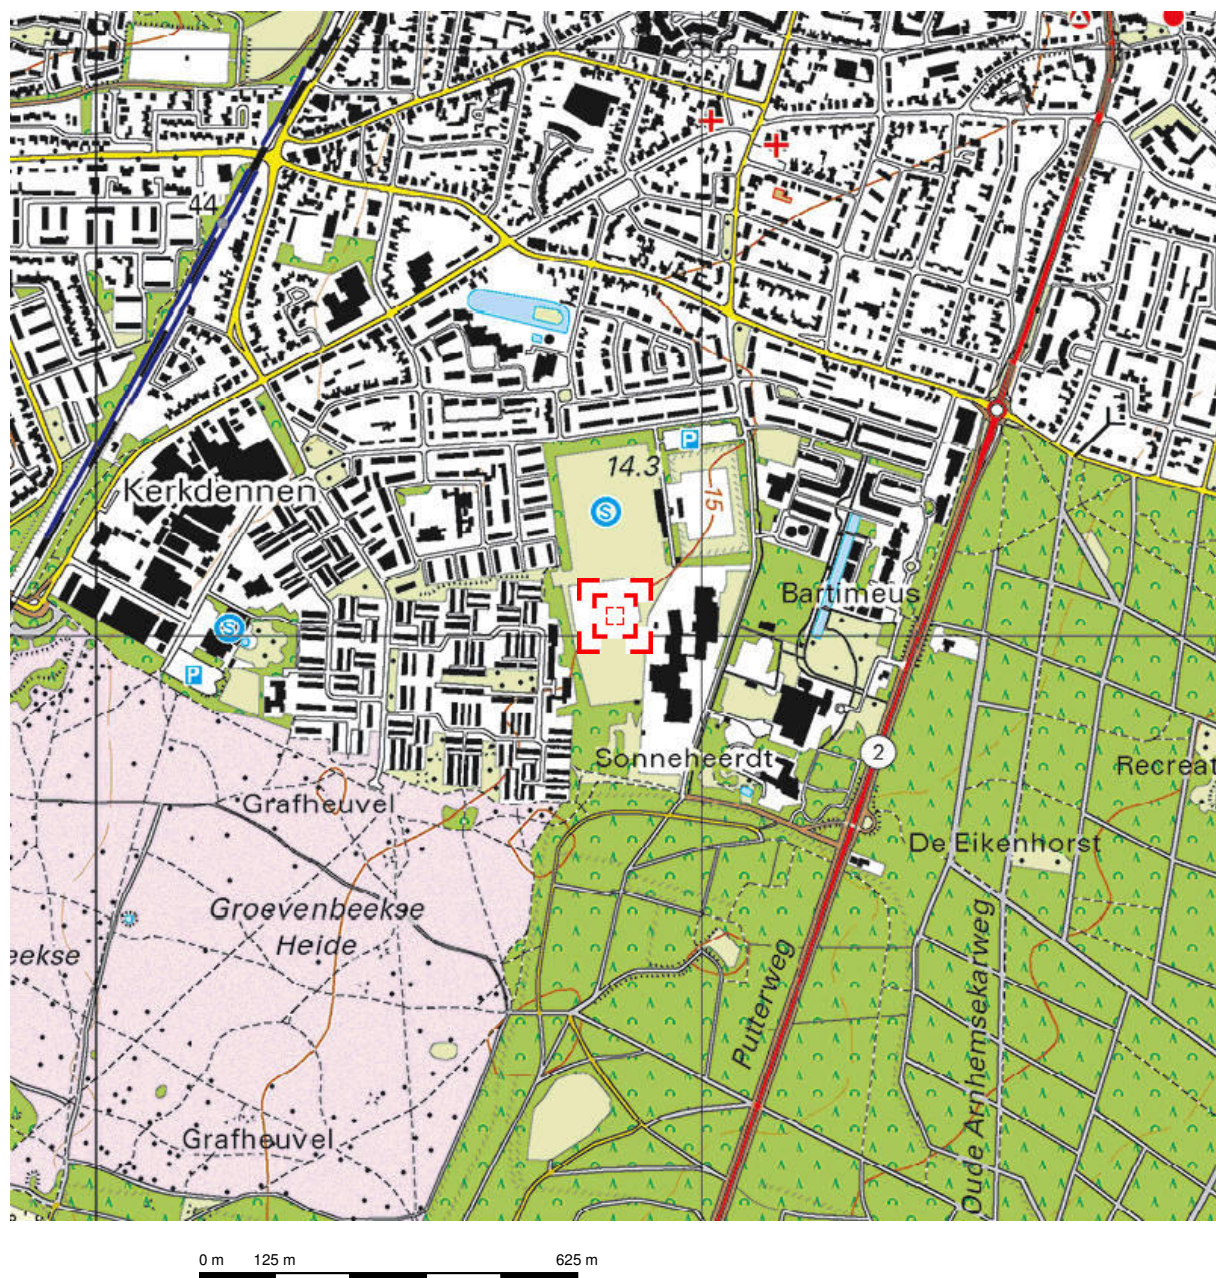 44
14.3
S
P
15
Kerkdennen
Bartimeus
S
P
Sonneheerdt
2
Recreat
Grafheuvel
De Eikenhorst
Groevenbeekse
Heide
eekse
Putterweg
Oude Arnhemsekarweg
Grafheuvel
0 m 125 m 625 m